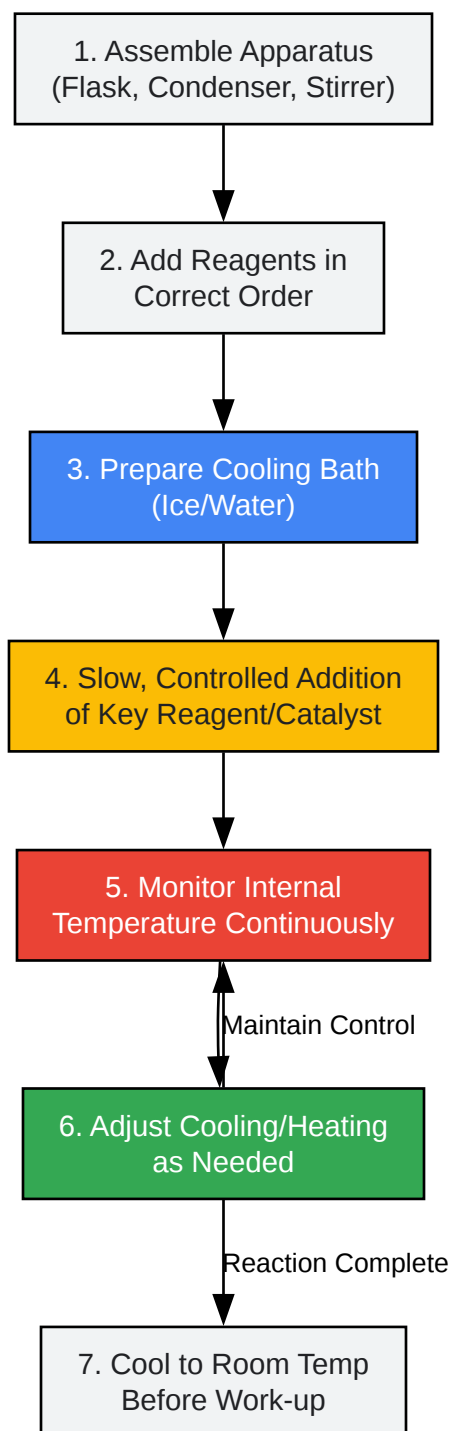 1. Assemble Apparatus
(Flask, Condenser, Stirrer)
2. Add Reagents in
Correct Order
3. Prepare Cooling Bath
(Ice/Water)
4. Slow, Controlled Addition
of Key Reagent/Catalyst
5. Monitor Internal
Temperature Continuously
Maintain Control
6. Adjust Cooling/Heating
as Needed
Reaction Complete
7. Cool to Room Temp
Before Work-up